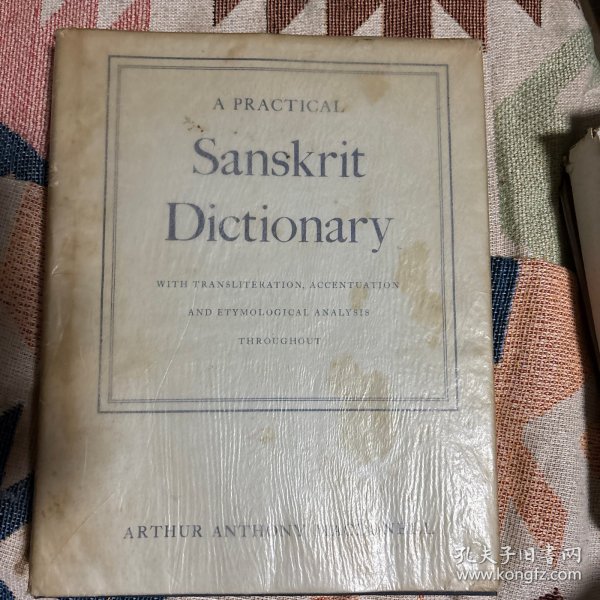 A PRACTICAL
Sanskrit
Dictionary
WITH TRANSLITERATION, ACCENTUATION
AND ETYMOLOGICAL ANALYSIS
THROUGHOUT
ARTHUR ANTHONY MACDONELL
孔夫子旧书网
www.kongfz.com